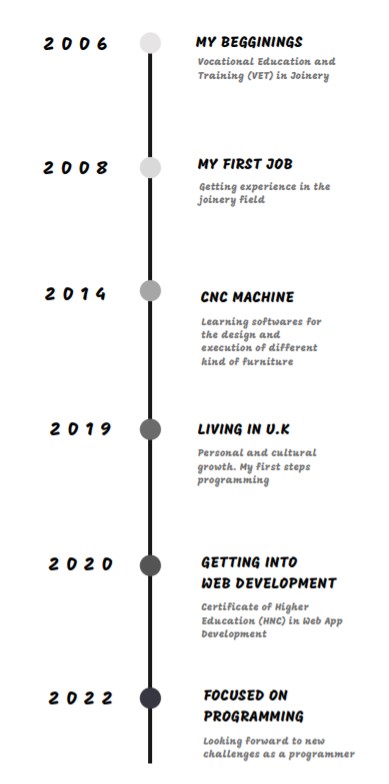 2006
MY BEGGININGS
Vocational Education and
Training (VET) in Joinery
2008
MY FIRST JOB
Getting experience in the
joinery field
2014
CNC MACHINE
Learning softwares for
the design and
execution of different
kind of furniture
2019
LIVING IN U.K
Personal and cultural
growth. My first steps
programming
2020
GETTING INTO
WEB DEVELOPMENT
Certificate of Higher
Education (HNC) in Web App
Development
2022
FOCUSED ON
PROGRAMMING
Looking forward to new
challenges as a programmer